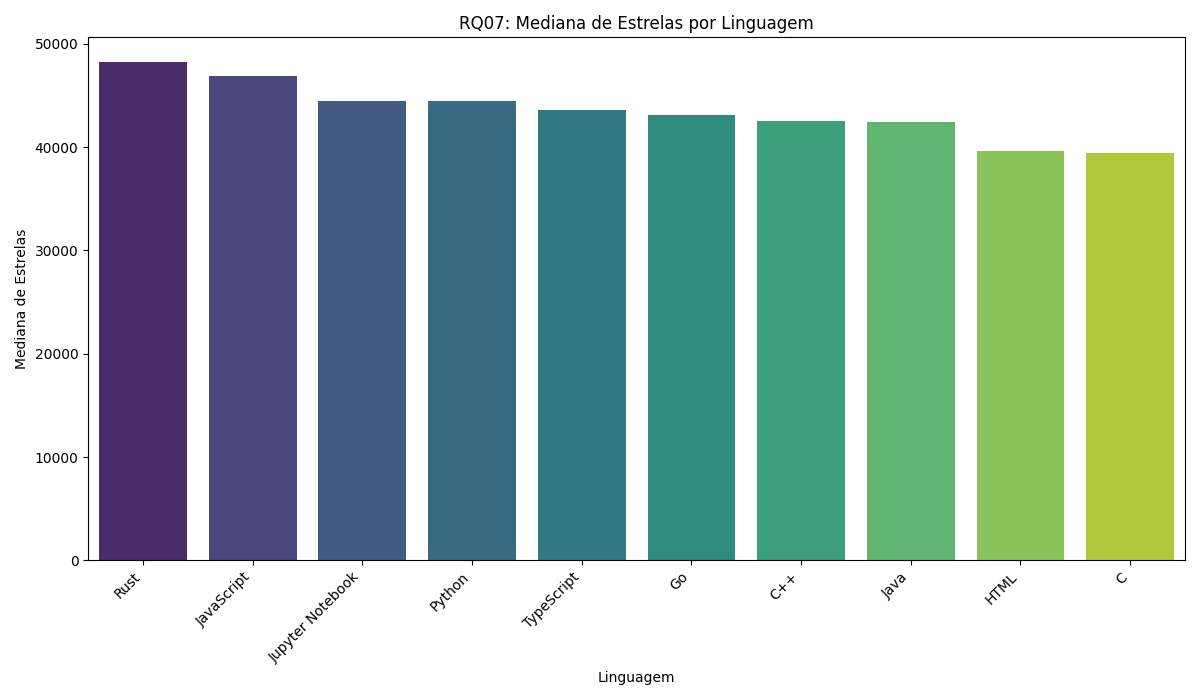 RQ07: Mediana de Estrelas por Linguagem
50000
40000
30000
20000
10000
0
Mediana de Estrelas
Rust
JavaScript
Jupyter Notebook
Python
TypeScript
Go
C++
Java
HTML
C
Linguagem